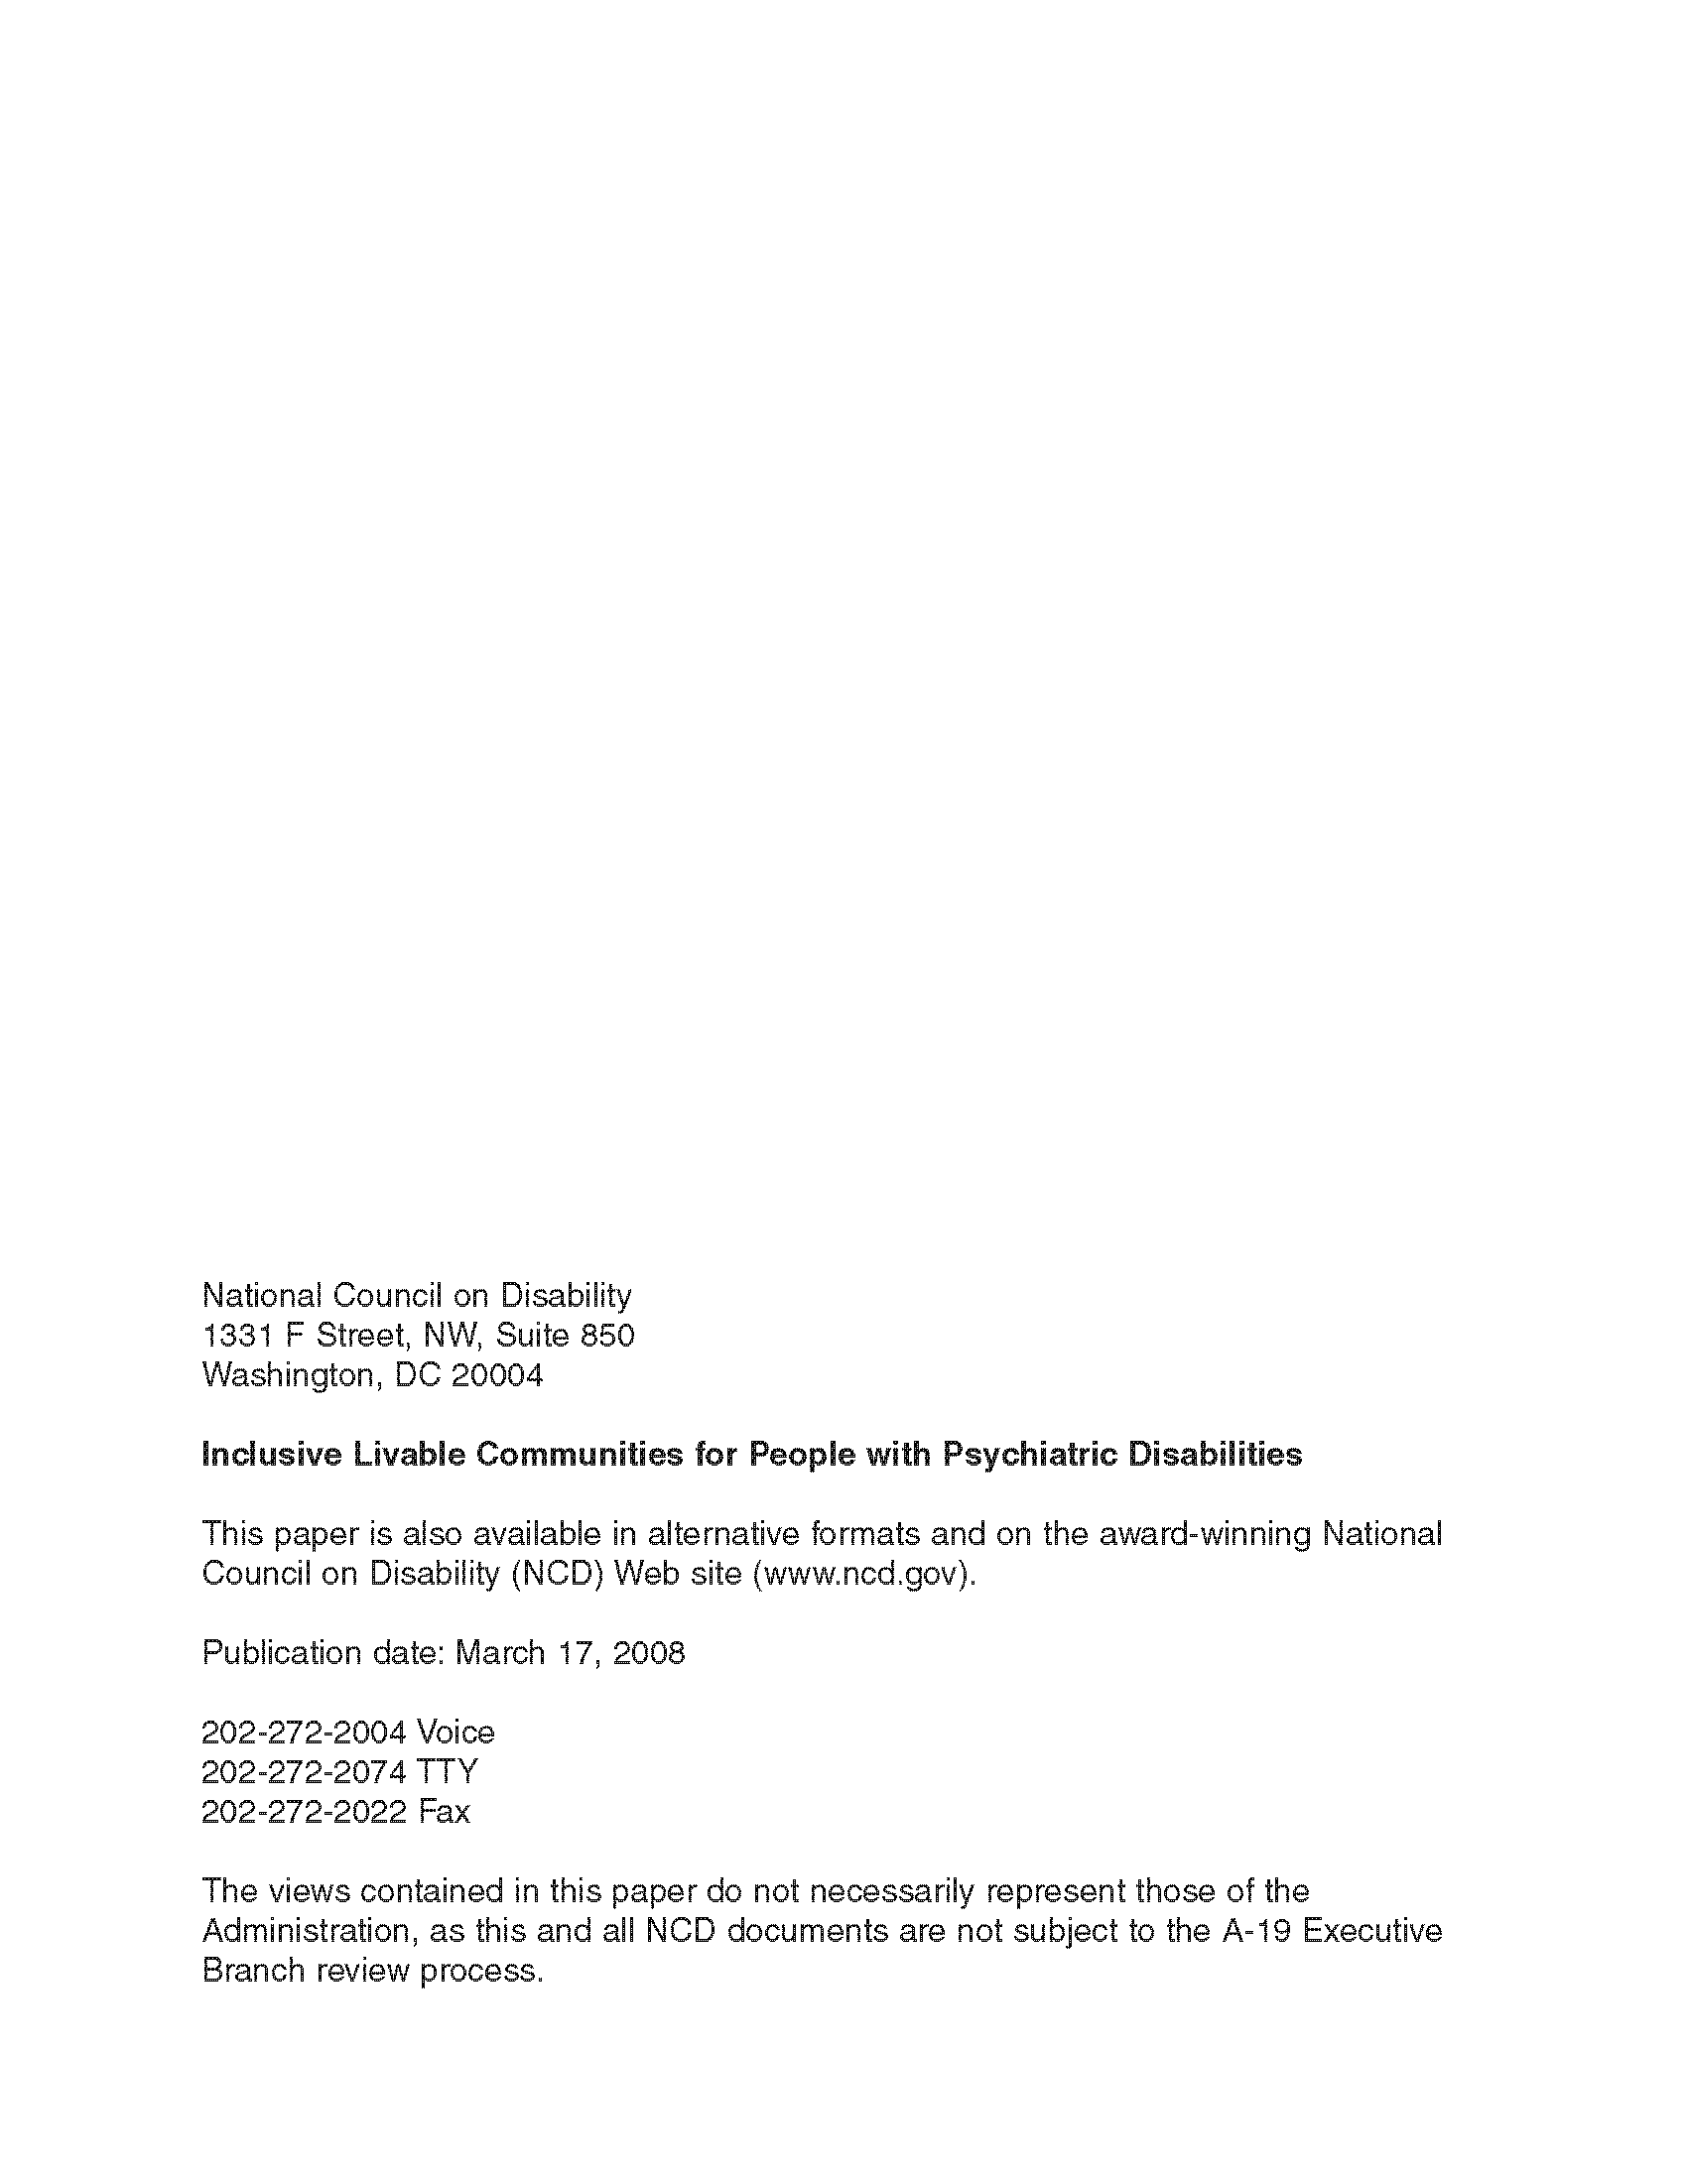 National Council on Disability
1331 F Street, NW, Suite 850
Washington, DC 20004
Inclusive Livable Communities for People with Psychiatric Disabilities
This paper is also available in alternative formats and on the award-winning National
Council on Disability (NCD) Web site (www.ncd.gov).
Publication date: March 17, 2008
202-272-2004 Voice
202-272-2074 TTY
202-272-2022 Fax
The views contained in this paper do not necessarily represent those of the
Administration, as this and all NCD documents are not subject to the A-19 Executive
Branch review process.